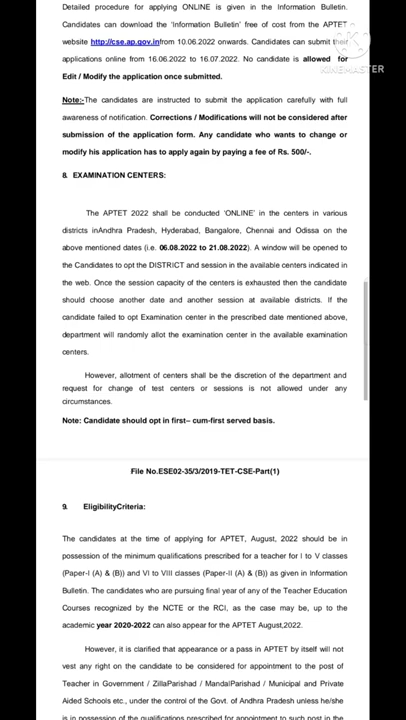 Detailed procedure for applying ONLINE is given in the Information Bulletin.
Candidates can download the 'Information Bulletin' free of cost from the APTET
website http://cse.ap.gov.infrom 10.06.2022 onwards. Candidates can submit their
applications online from 16.06.2022 to 16.07.2022. No candidate is allowed for
Edit / Modify the application once submitted.
KINEMASTER
Note:-The candidates are instructed to submit the application carefully with full
awareness of notification. Corrections / Modifications will not be considered after
submission of the application form. Any candidate who wants to change or
modify his application has to apply again by paying a fee of Rs. 500/-.
8. EXAMINATION CENTERS:
The APTET 2022 shall be conducted 'ONLINE' in the centers in various
districts inAndhra Pradesh, Hyderabad, Bangalore, Chennai and Odissa on the
above mentioned dates (i.e. 06.08.2022 to 21.08.2022). A window will be opened to
the Candidates to opt the DISTRICT and session in the available centers indicated in
the web. Once the session capacity of the centers is exhausted then the candidate
should choose another date and another session at available districts. If the
candidate failed to opt Examination center in the prescribed date mentioned above,
department will randomly allot the examination center in the available examination
centers.
However, allotment of centers shall be the discretion of the department and
request for change of test centers or sessions is not allowed under any
circumstances.
Note: Candidate should opt in first– cum-first served basis.
File No.ESE02-35/3/2019-TET-CSE-Part(1)
9. EligibilityCriteria:
The candidates at the time of applying for APTET, August, 2022 should be in
possession of the minimum qualifications prescribed for a teacher for I to V classes
(Paper-I (A) & (B)) and VI to VIII classes (Paper-II (A) & (B)) as given in Information
Bulletin. The candidates who are pursuing final year of any of the Teacher Education
Courses recognized by the NCTE or the RCI, as the case may be, up to the
academic year 2020-2022 can also appear for the APTET August,2022.
However, it is clarified that appearance or a pass in APTET by itself will not
vest any right on the candidate to be considered for appointment to the post of
Teacher in Government / ZillaParishad / MandalParishad / Municipal and Private
Aided Schools etc., under the control of the Govt. of Andhra Pradesh unless he/she
is in possession of the qualifications prescribed for appointment to such post in the